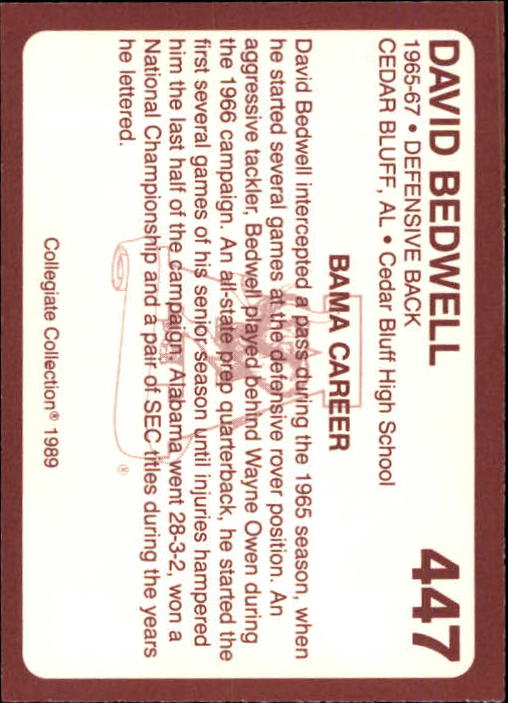 DAVID BEDWELL 447
1965-67 • DEFENSIVE BACK
CEDAR BLUFF, AL • Cedar Bluff High School
BAMA CAREER
David Bedwell intercepted a pass during the 1965 season, when
he started several games at the defensive rover position. An
aggressive tackler, Bedwell played behind Wayne Owen during
the 1966 campaign. An all-state prep quarterback, he started the
first several games of his senior season until injuries hampered
him the last half of the campaign. Alabama went 28-3-2, won a
National Championship and a pair of SEC titles during the years
he lettered.
Collegiate Collection® 1989
®